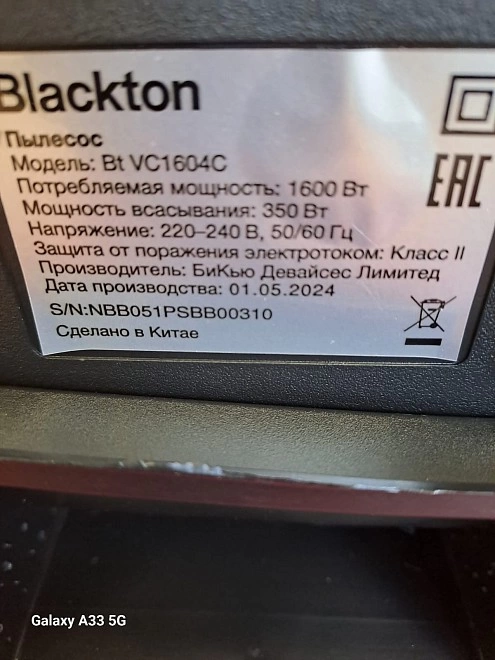 Blackton
Пылесос
Модель: Bt VC1604C
Потребляемая мощность: 1600 Вт
Мощность всасывания: 350 Вт
Напряжение: 220-240 В, 50/60 Гц
Защита от поражения электротоком: Класс II
Производитель: БиКью Девайсес Лимитед
Дата производства: 01.05.2024
S/N:NBB051PSBB00310
Сделано в Китае
EAC
Galaxy A33 5G